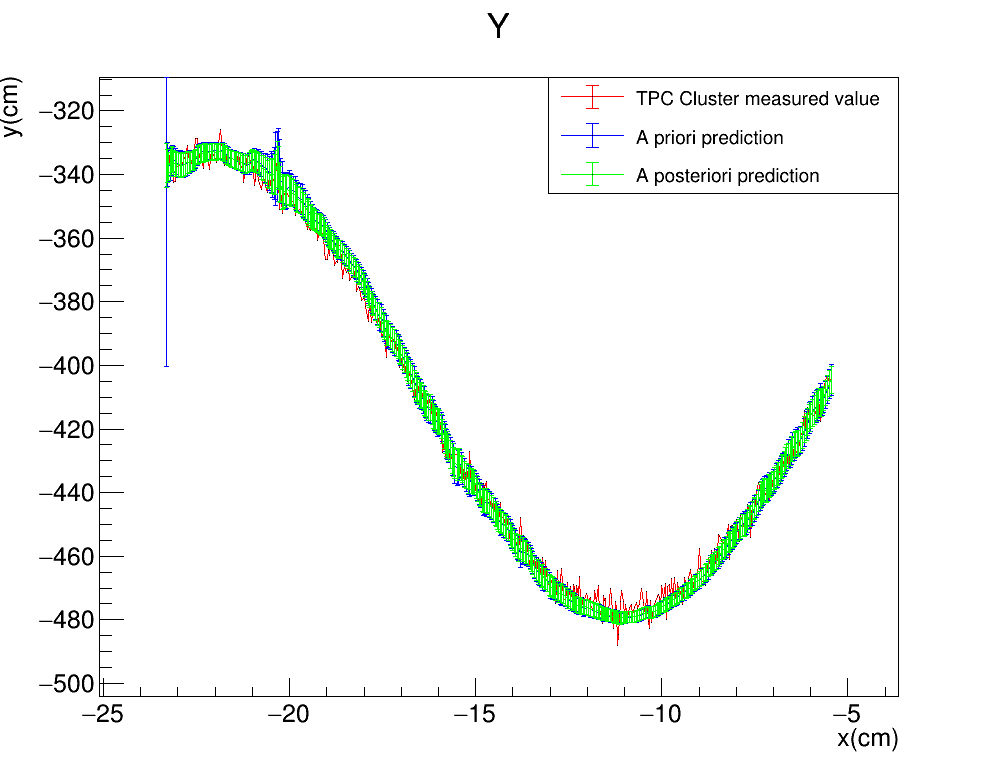 Y
y(cm)
TPC Cluster measured value
A priori prediction
A posteriori prediction
−320
−340
−360
−380
−400
−420
−440
−460
−480
−500
−25
−20
−15
−10
−5
x(cm)